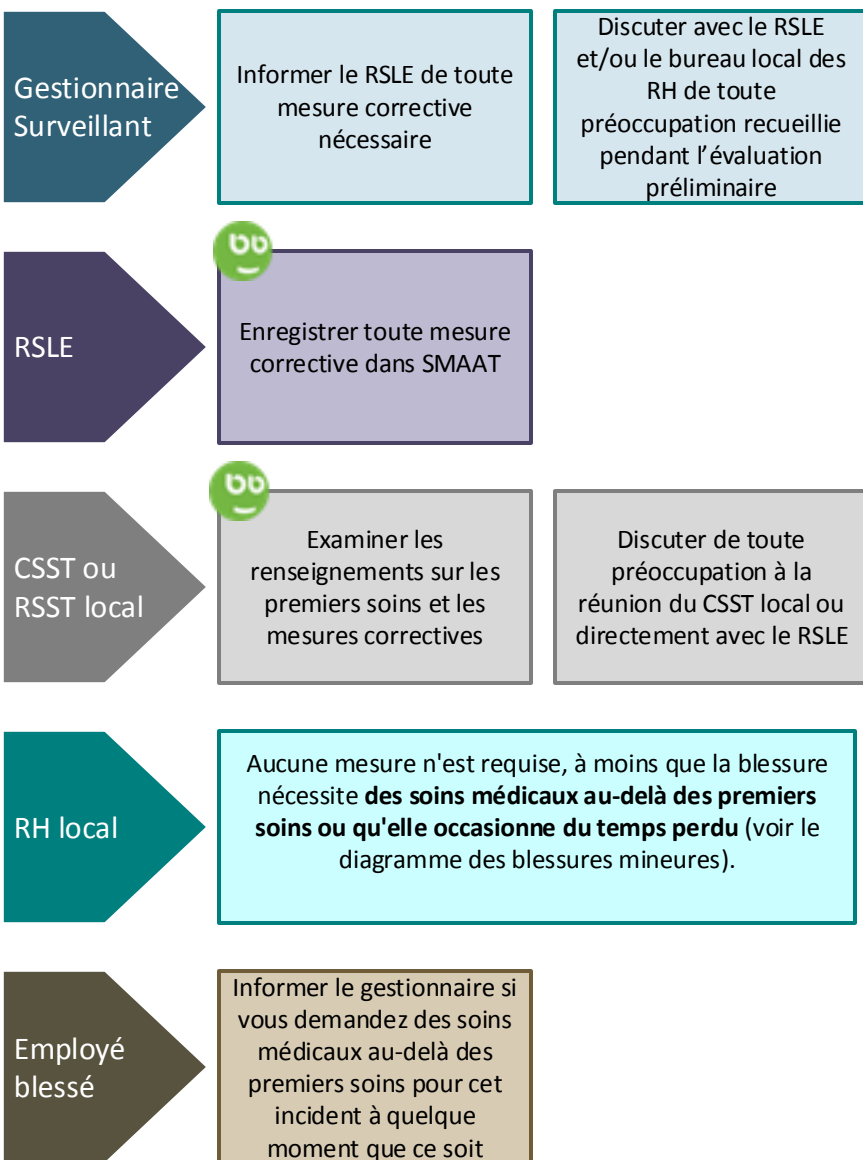 Gestionnaire
Surveillant
Informer le RSLE de toute
mesure corrective
nécessaire
Discuter avec le RSLE
et/ou le bureau local des
RH de toute
préoccupation recueillie
pendant l'évaluation
préliminaire
RSLE
Enregistrer toute mesure
corrective dans SMAAT
CSST ou
RSST local
Examiner les
renseignements sur les
premiers soins et les
mesures correctives
Discuter de toute
préoccupation à la
réunion du CSST local ou
directement avec le RSLE
RH local
Aucune mesure n'est requise, à moins que la blessure
nécessite des soins médicaux au-delà des premiers
soins ou qu'elle occasionne du temps perdu (voir le
diagramme des blessures mineures).
Employé
blessé
Informer le gestionnaire si
vous demandez des soins
médicaux au-delà des
premiers soins pour cet
incident à quelque
moment que ce soit